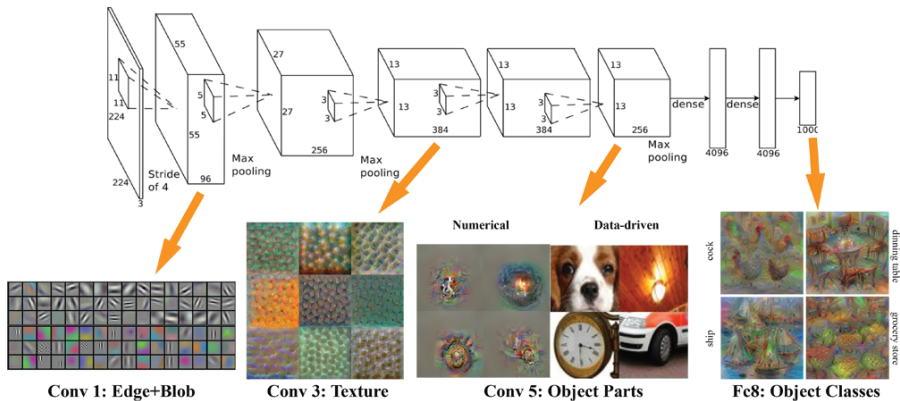 55
27
13
13
13
11
5
3
3
3
11
5
27
3
13
3
13
3
13
dense
dense
224
55
384
384
256
1000
256
4096
4096
Max
pooling
Max
pooling
Max
pooling
224
Stride
of 4
96
3
Numerical
Data-driven
cock
dinning table
ship
grocery store
Conv 1: Edge+Blob
Conv 3: Texture
Conv 5: Object Parts
Fc8: Object Classes